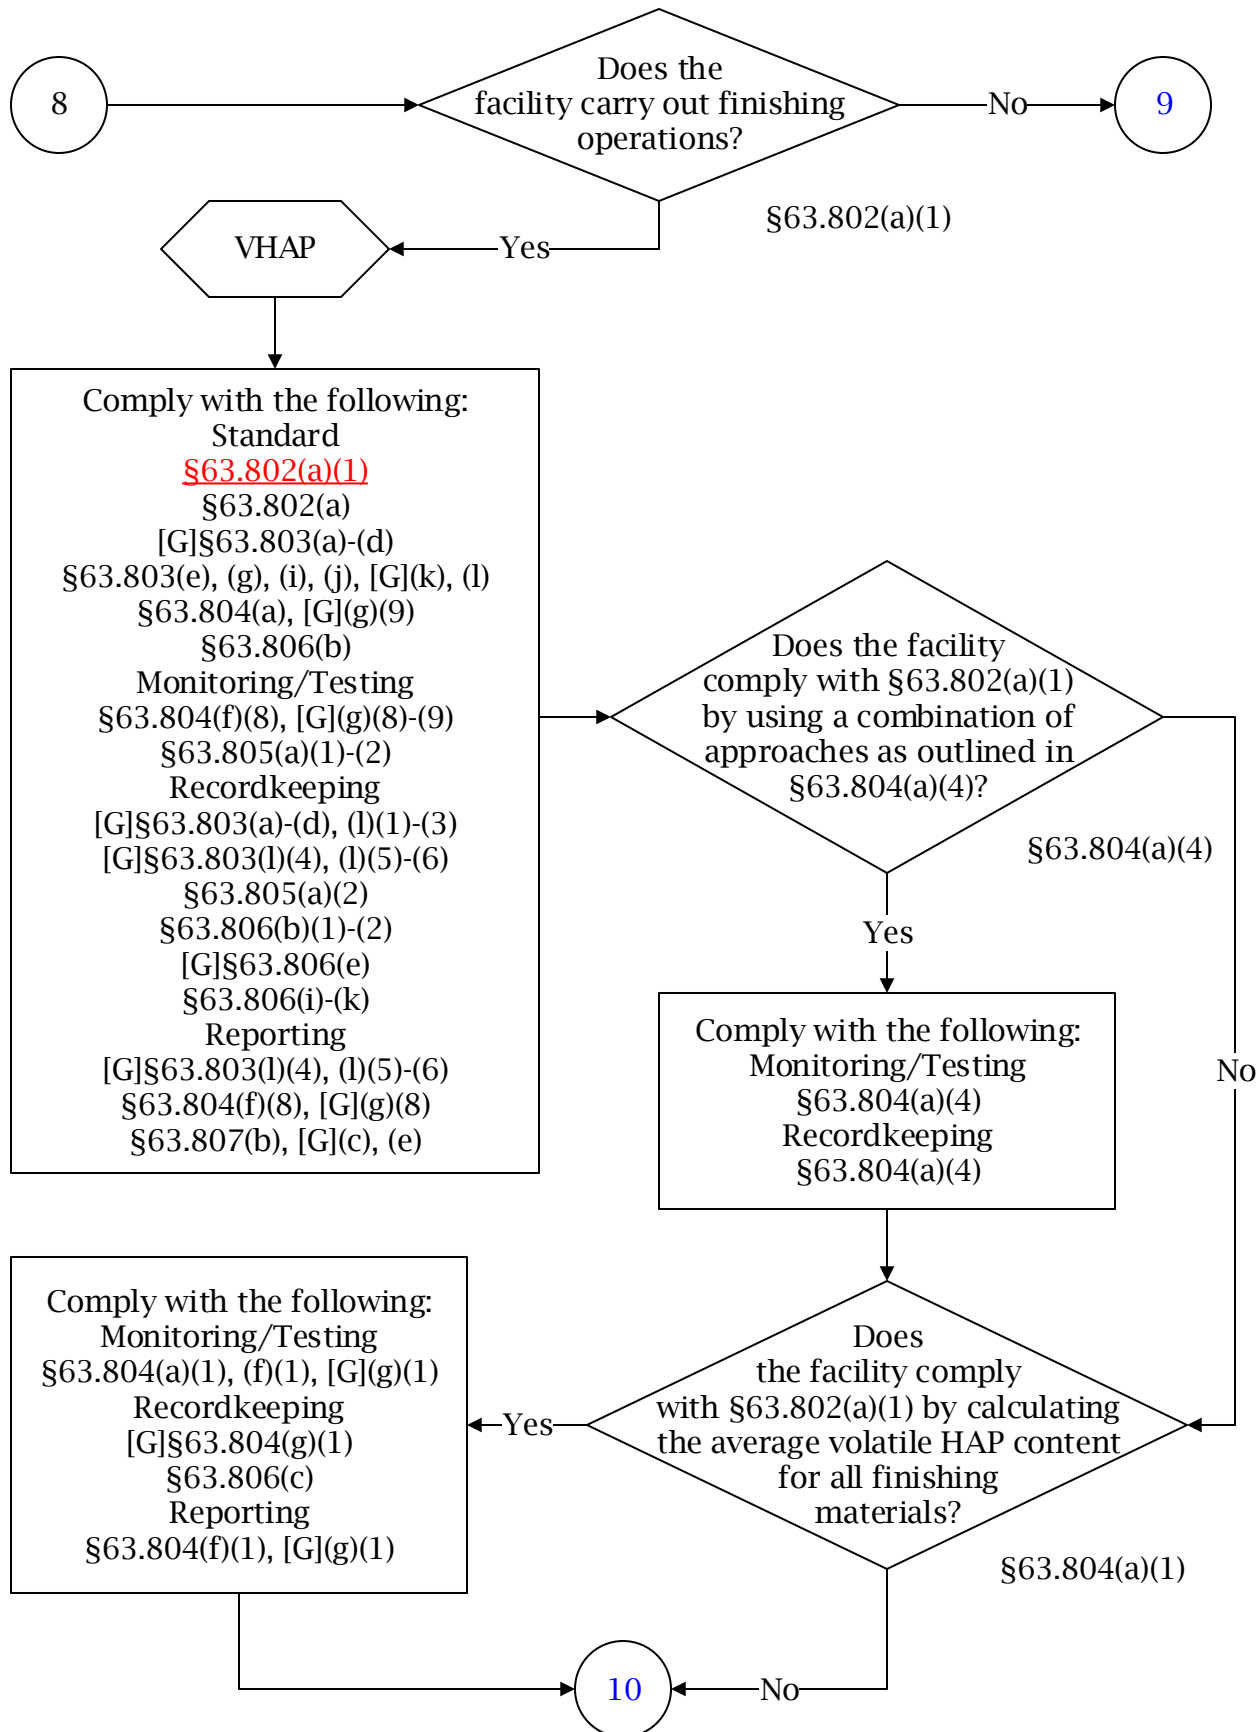 8
Does the
facility carry out finishing
operations?
No
9
§63.802(a)(1)
VHAP
Yes
Comply with the following:
Standard
§63.802(a)(1)
§63.802(a)
[G]§63.803(a)-(d)
§63.803(e), (g), (i), (j), [G](k), (l)
§63.804(a), [G](g)(9)
§63.806(b)
Monitoring/Testing
§63.804(f)(8), [G](g)(8)-(9)
§63.805(a)(1)-(2)
Recordkeeping
[G]§63.803(a)-(d), (l)(1)-(3)
[G]§63.803(l)(4), (l)(5)-(6)
§63.805(a)(2)
§63.806(b)(1)-(2)
[G]§63.806(e)
§63.806(i)-(k)
Reporting
[G]§63.803(l)(4), (l)(5)-(6)
§63.804(f)(8), [G](g)(8)
§63.807(b), [G](c), (e)
Does the facility
comply with §63.802(a)(1)
by using a combination of
approaches as outlined in
§63.804(a)(4)?
§63.804(a)(4)
Yes
No
Comply with the following:
Monitoring/Testing
§63.804(a)(4)
Recordkeeping
§63.804(a)(4)
Does
the facility comply
with §63.802(a)(1) by calculating
the average volatile HAP content
for all finishing
materials?
§63.804(a)(1)
Yes
Comply with the following:
Monitoring/Testing
§63.804(a)(1), (f)(1), [G](g)(1)
Recordkeeping
[G]§63.804(g)(1)
§63.806(c)
Reporting
§63.804(f)(1), [G](g)(1)
10
No